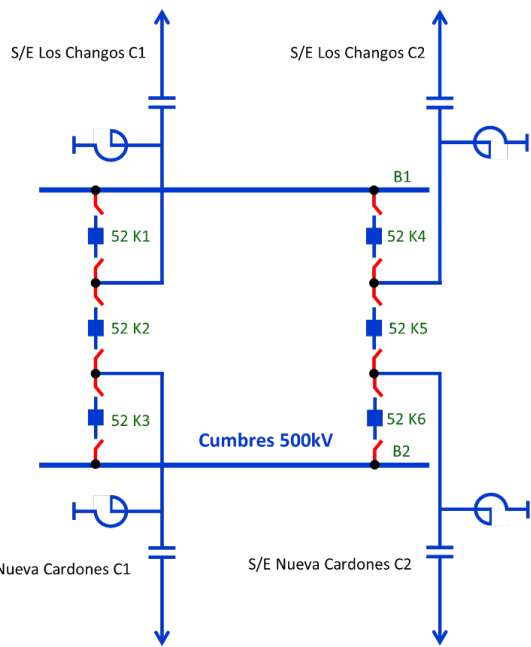 S/E Los Changos C1
S/E Los Changos C2
B1
52 K1
52 K4
52 K2
52 K5
52 K3
52 K6
Cumbres 500kV
B2
Nueva Cardones C1
S/E Nueva Cardones C2